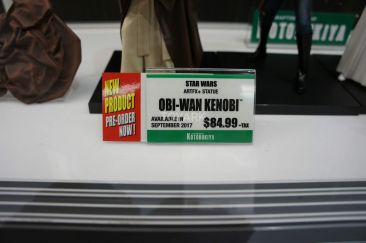 KOTOBUKIYA
NEW
PRODUCT
PRE-ORDER
NOW!
STAR WARS
ARTFX+ STATUE
OBI-WAN KENOBI™
AVAILABLE IN
SEPTEMBER 2017
$84.99 +TAX
KOTOBUKIYA